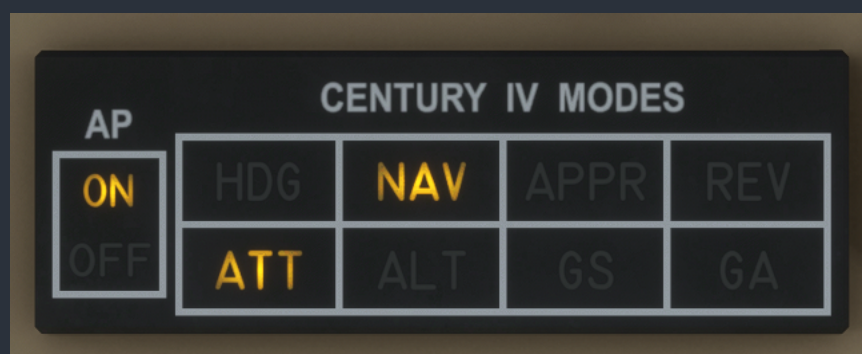 CENTURY IV MODES
AP
ON HDG NAV APPR REV
OFF ATT ALT GS GA